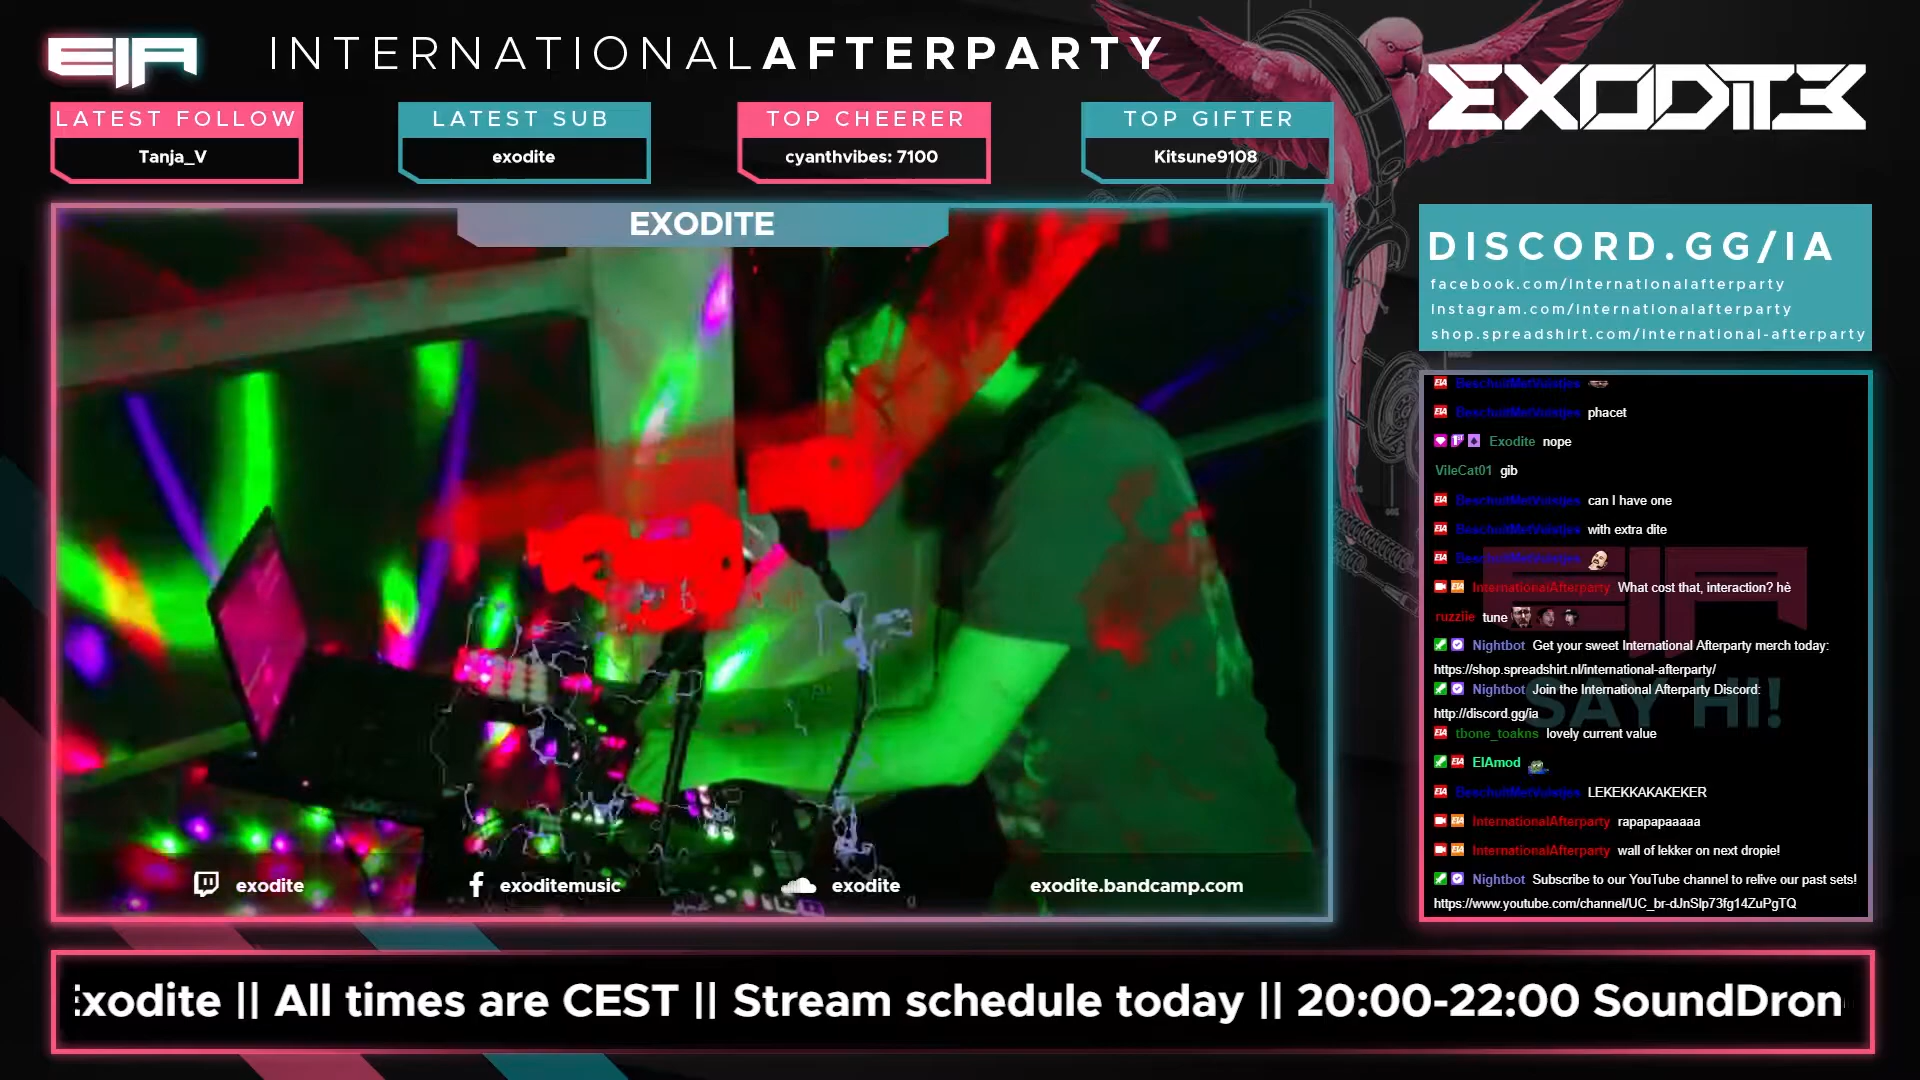 EIA
INTERNATIONALAFTERPARTY
EXODITE
LATEST FOLLOW
Tanja_V
LATEST SUB
exodite
TOP CHEERER
cyanthvibes: 7100
TOP GIFTER
Kitsune9108
EXODITE
exodite
exoditemusic
exodite
exodite.bandcamp.com
DISCORD.GG/IA
facebook.com/internationalafterparty
instagram.com/internationalafterparty
shop.spreadshirt.com/international-afterparty
phacet
Exodite nope
VileCat01 gib
can I have one
with extra dite
InternationalAfterparty What cost that, interaction? hè
ruzziie tune
Nightbot Get your sweet International Afterparty merch today:
https://shop.spreadshirt.nl/international-afterparty/
Nightbot Join the International Afterparty Discord:
http://discord.gg/ia
tbone_toakns lovely current value
EIAmod
LEKEKKAKAKEKER
InternationalAfterparty rapapapaaaaa
InternationalAfterparty wall of lekker on next dropie!
Nightbot Subscribe to our YouTube channel to relive our past sets!
https://www.youtube.com/channel/UC_br-dJnSlp73fg14ZuPgTQ
SAY HI!
xodite || All times are CEST || Stream schedule today || 20:00-22:00 SoundDron